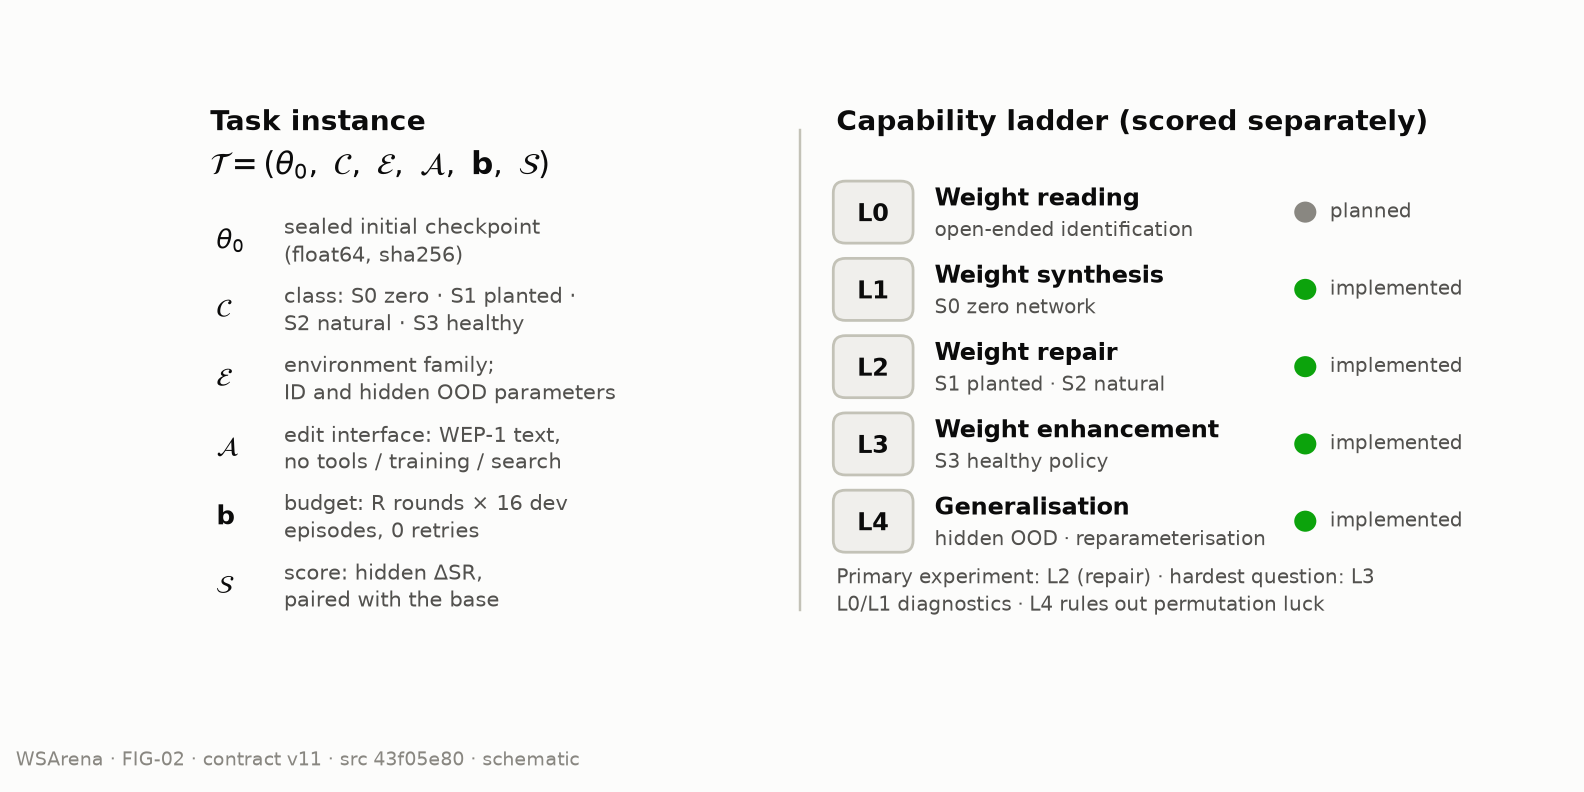 Task instance
𝒯 = (θ₀, 𝒞, ℰ, 𝒜, b, 𝒮)
θ₀ sealed initial checkpoint
(float64, sha256)
𝒞 class: S0 zero · S1 planted ·
S2 natural · S3 healthy
ℰ environment family;
ID and hidden OOD parameters
𝒜 edit interface: WEP-1 text,
no tools / training / search
b budget: R rounds × 16 dev
episodes, 0 retries
𝒮 score: hidden ΔSR,
paired with the base
Capability ladder (scored separately)
L0 Weight reading planned
open-ended identification
L1 Weight synthesis implemented
S0 zero network
L2 Weight repair implemented
S1 planted · S2 natural
L3 Weight enhancement implemented
S3 healthy policy
L4 Generalisation implemented
hidden OOD · reparameterisation
Primary experiment: L2 (repair) · hardest question: L3
L0/L1 diagnostics · L4 rules out permutation luck
WSArena · FIG-02 · contract v11 · src 43f05e80 · schematic